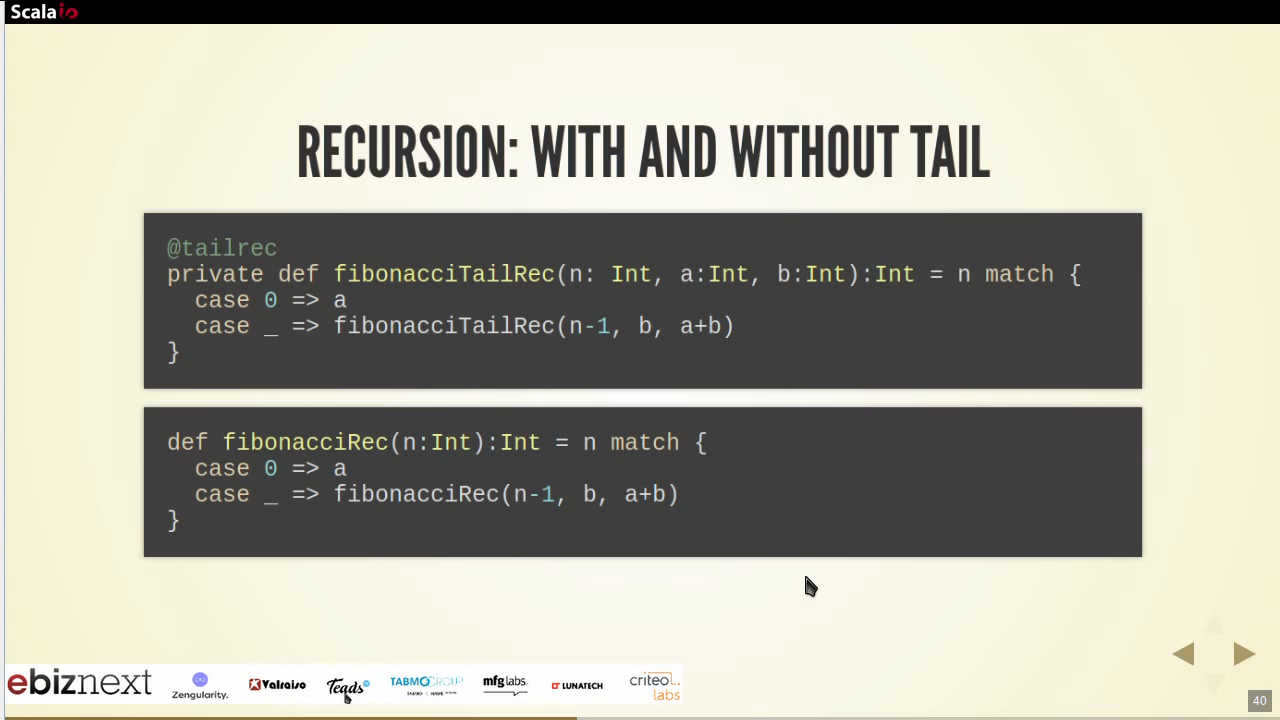 Scalaio
RECURSION: WITH AND WITHOUT TAIL
@tailrec
private def fibonacciTailRec(n: Int, a:Int, b:Int):Int = n match {
  case 0 => a
  case _ => fibonacciTailRec(n-1, b, a+b)
}
def fibonacciRec(n:Int):Int = n match {
  case 0 => a
  case _ => fibonacciRec(n-1, b, a+b)
}
ebiznext Zengularity. Valraiso Teads TABMOGROUP mfg labs. LUNATECH criteo labs
40